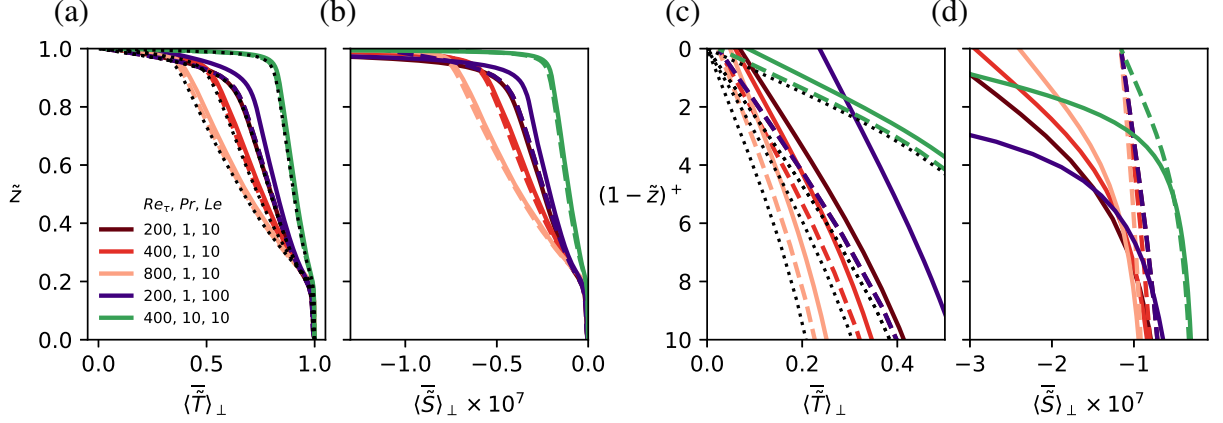 (a)
(b)
(c)
(d)
1.0
0.8
0.6
0.4
0.2
0.0
z̃
Re_τ, Pr, Le
200, 1, 10
400, 1, 10
800, 1, 10
200, 1, 100
400, 10, 10
0.0 0.5 1.0
⟨T̃̅⟩_⊥
−1.0 −0.5 0.0
⟨S̃̅⟩_⊥ × 10⁷
0
2
4
6
8
10
(1 − z̃)⁺
0.0 0.2 0.4
⟨T̃̅⟩_⊥
−3 −2 −1
⟨S̃̅⟩_⊥ × 10⁷